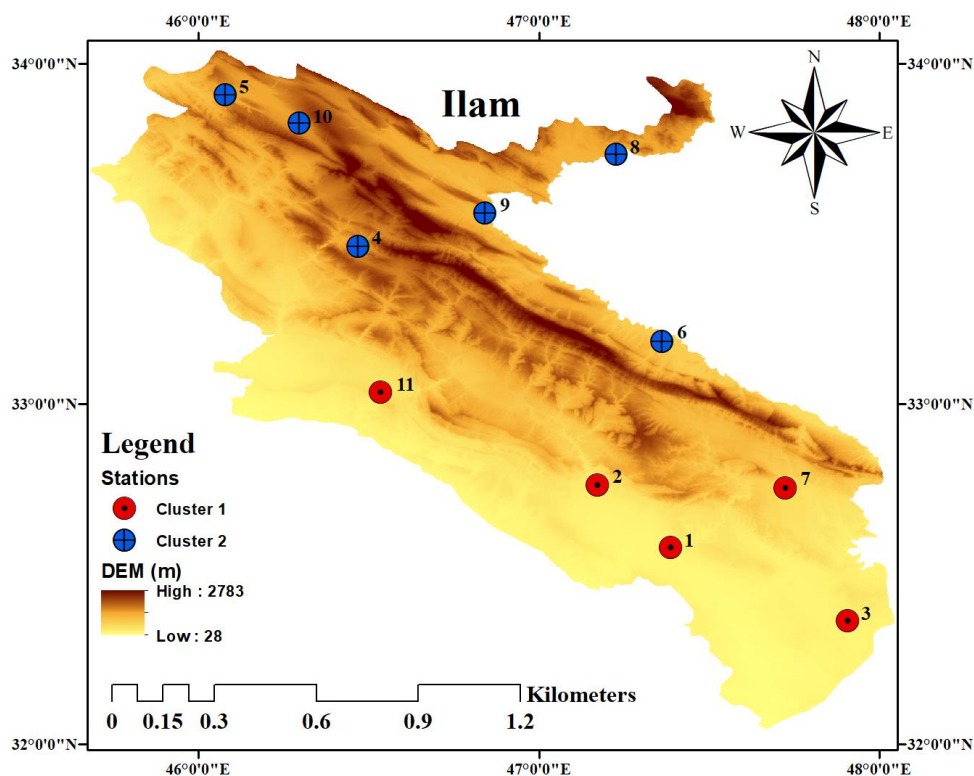 46°0'0"E 47°0'0"E 48°0'0"E
34°0'0"N 34°0'0"N
Ilam
N
W E
S
5
10
8
9
4
6
11
33°0'0"N 33°0'0"N
2
7
1
3
Legend
Stations
Cluster 1
Cluster 2
DEM (m)
High : 2783
Low : 28
Kilometers
0 0.15 0.3 0.6 0.9 1.2
32°0'0"N 32°0'0"N
46°0'0"E 47°0'0"E 48°0'0"E